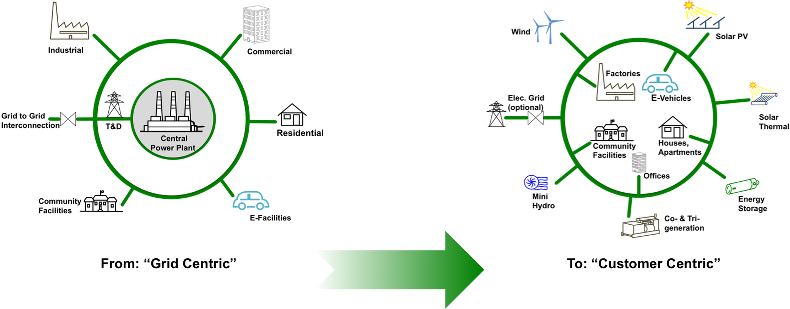 Industrial
Commercial
Grid to Grid
Interconnection
T&D
Central
Power Plant
Residential
Community
Facilities
E-Facilities
From: “Grid Centric”
Wind
Solar PV
Factories
E-Vehicles
Elec. Grid
(optional)
Solar
Thermal
Community
Facilities
Houses,
Apartments
Offices
Mini
Hydro
Energy
Storage
Co- & Tri-
generation
To: “Customer Centric”